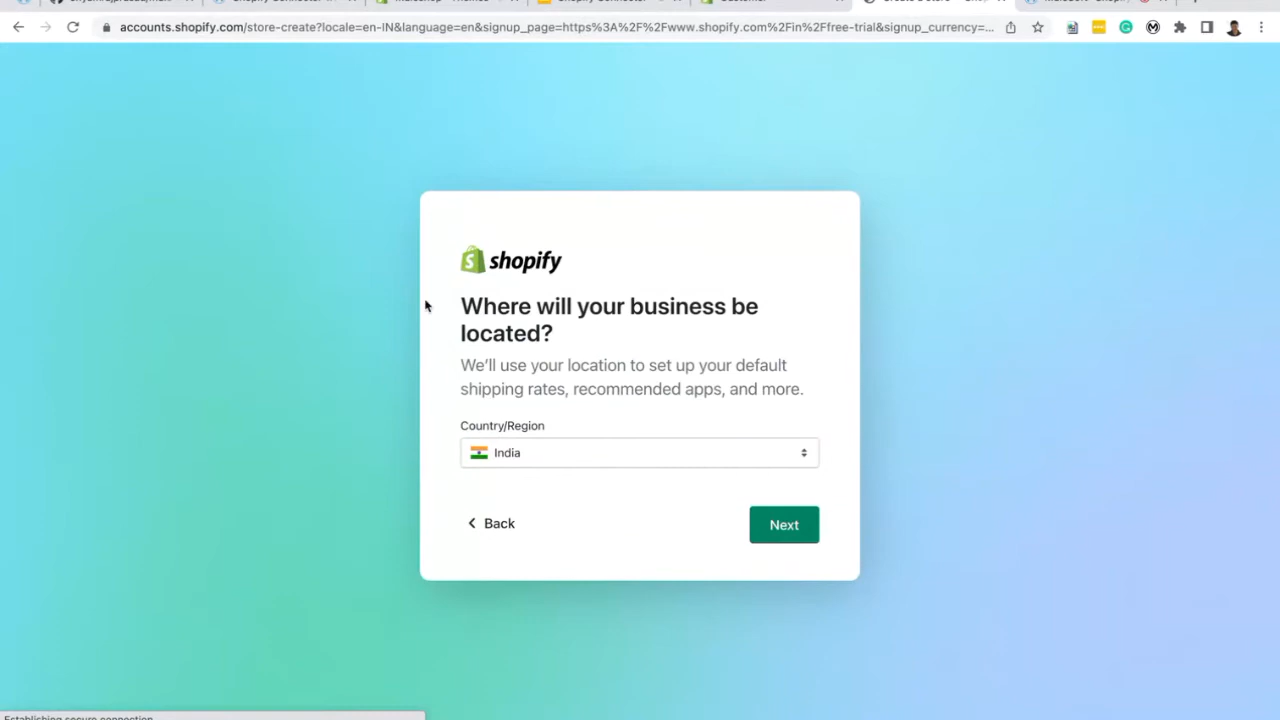 accounts.shopify.com/store-create?locale=en-IN&language=en&signup_page=https%3A%2F%2Fwww.shopify.com%2Fin%2Ffree-trial&signup_currency=...
shopify
Where will your business be
located?
We'll use your location to set up your default
shipping rates, recommended apps, and more.
Country/Region
India
Back
Next
Establishing secure connection